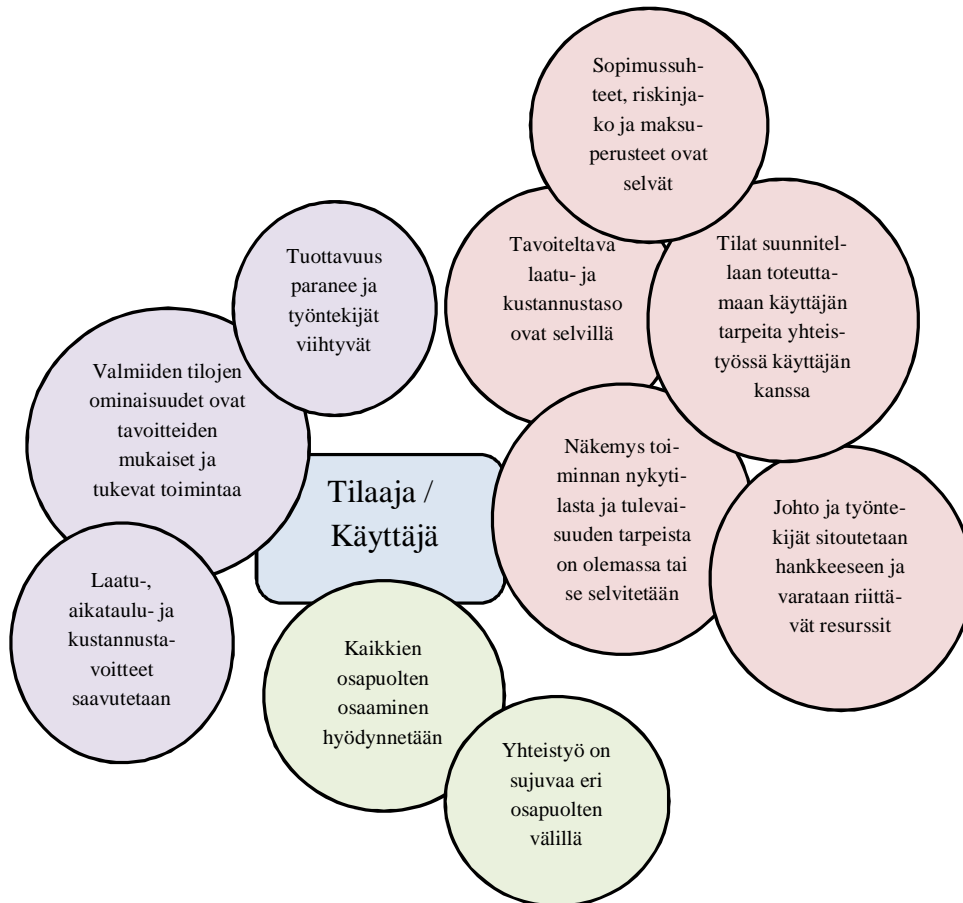 Sopimussuh-
teet, riskinja-
ko ja maksu-
perusteet ovat
selvät
Tuottavuus
paranee ja
työntekijät
viihtyvät
Tavoiteltava
laatu- ja
kustannustaso
ovat selvillä
Tilat suunnitel-
laan toteutta-
maan käyttäjän
tarpeita yhteis-
työssä käyttäjän
kanssa
Valmiiden tilojen
ominaisuudet ovat
tavoitteiden
mukaiset ja
tukevat toimintaa
Tilaaja /
Käyttäjä
Näkemys toi-
minnan nykyti-
lasta ja tulevai-
suuden tarpeista
on olemassa tai
se selvitetään
Johto ja työnte-
kijät sitoutetaan
hankkeeseen ja
varataan riittä-
vät resurssit
Laatu-,
aikataulu- ja
kustannusta-
voitteet
saavutetaan
Kaikkien
osapuolten
osaaminen
hyödynnetään
Yhteistyö on
sujuvaa eri
osapuolten
välillä